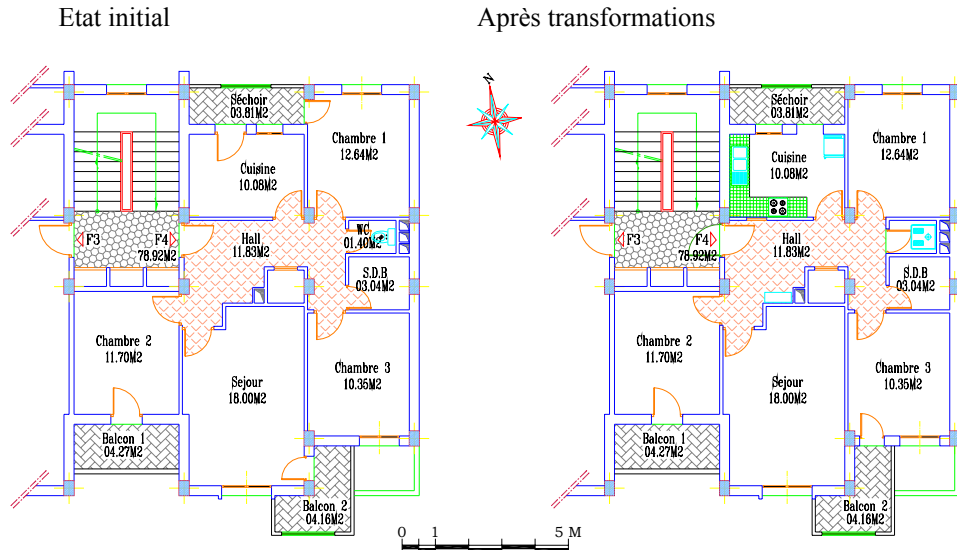 Etat initial
Après transformations
N
Séchoir
03.81M2
Chambre 1
12.64M2
Cuisine
10.08M2
F3
F4
78.92M2
Hall
11.83M2
WC
01.40M2
S.D.B
03.04M2
Chambre 2
11.70M2
Sejour
18.00M2
Chambre 3
10.35M2
Balcon 1
04.27M2
Balcon 2
04.16M2
Séchoir
03.81M2
Chambre 1
12.64M2
Cuisine
10.08M2
F3
F4
78.92M2
Hall
11.83M2
S.D.B
03.04M2
Chambre 2
11.70M2
Sejour
18.00M2
Chambre 3
10.35M2
Balcon 1
04.27M2
Balcon 2
04.16M2
0 1 5 M